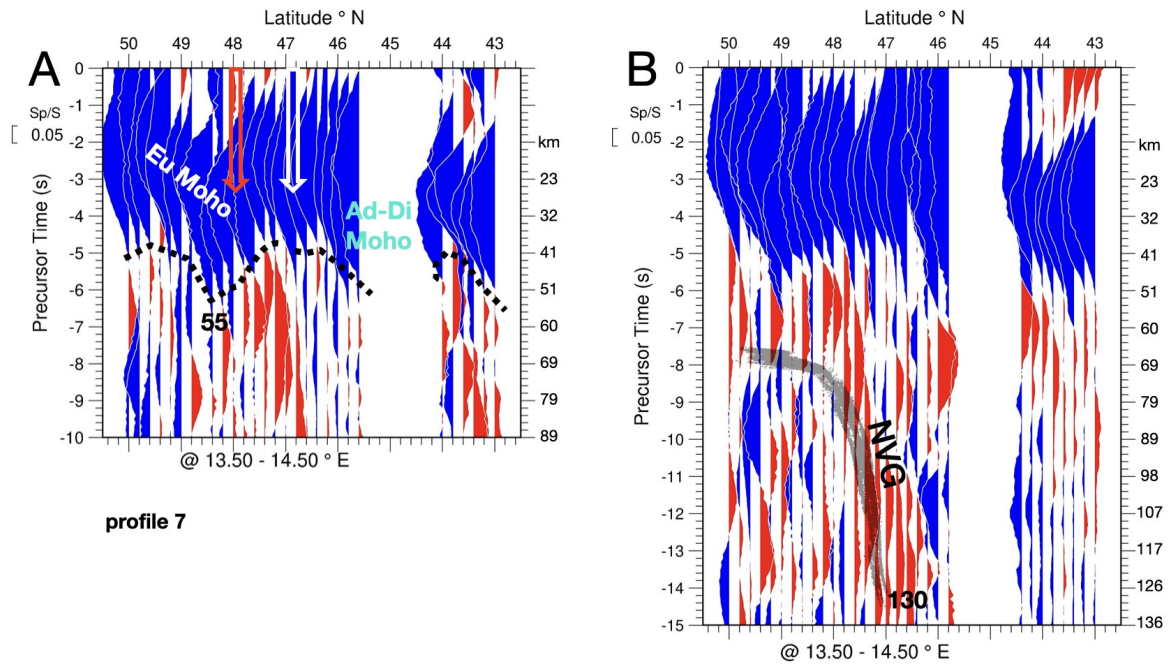 A
Latitude ° N
50 49 48 47 46 45 44 43
0
-1
-2
-3
-4
-5
-6
-7
-8
-9
-10
Precursor Time (s)
Sp/S
0.05
km
23
32
41
51
60
69
79
89
Eu Moho
Ad-Di
Moho
55
@ 13.50 - 14.50 ° E
profile 7
B
Latitude ° N
50 49 48 47 46 45 44 43
0
-1
-2
-3
-4
-5
-6
-7
-8
-9
-10
-11
-12
-13
-14
-15
Precursor Time (s)
Sp/S
0.05
km
23
32
41
51
60
69
79
89
98
107
117
126
136
NVG
130
@ 13.50 - 14.50 ° E